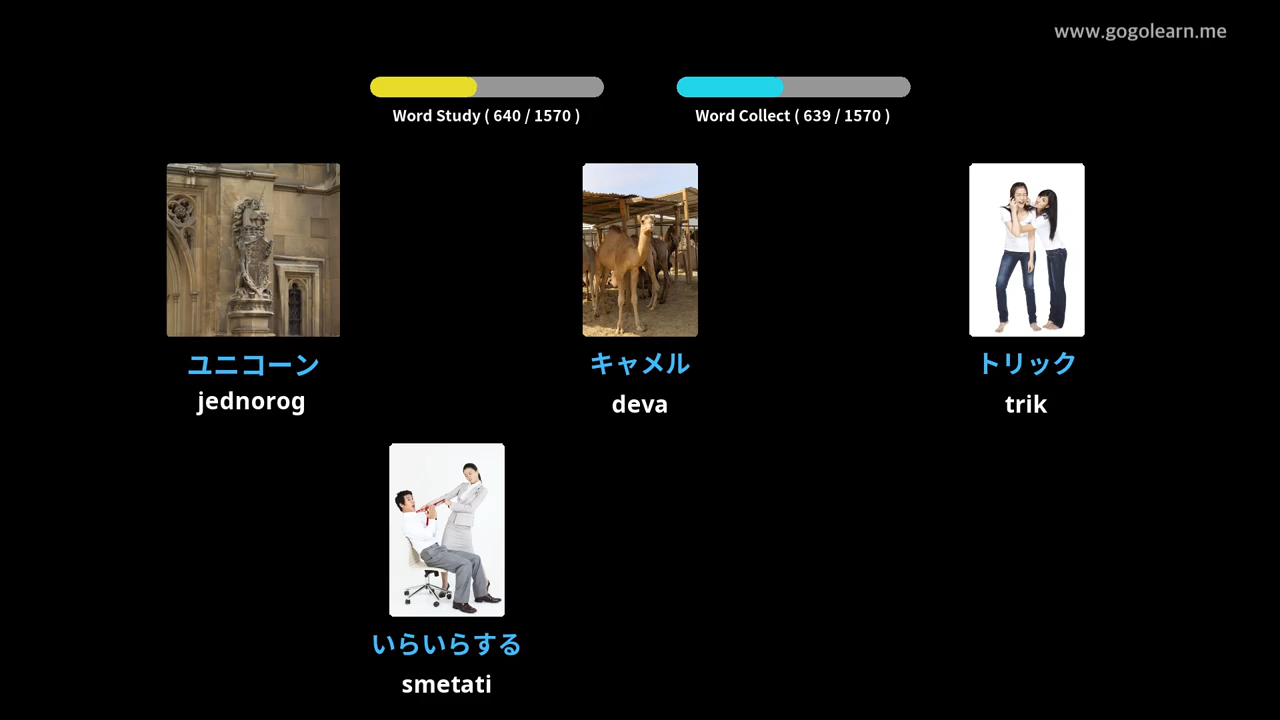 www.gogolearn.me
Word Study ( 640 / 1570 )
Word Collect ( 639 / 1570 )
ユニコーン
jednorog
キャメル
deva
トリック
trik
いらいらする
smetati